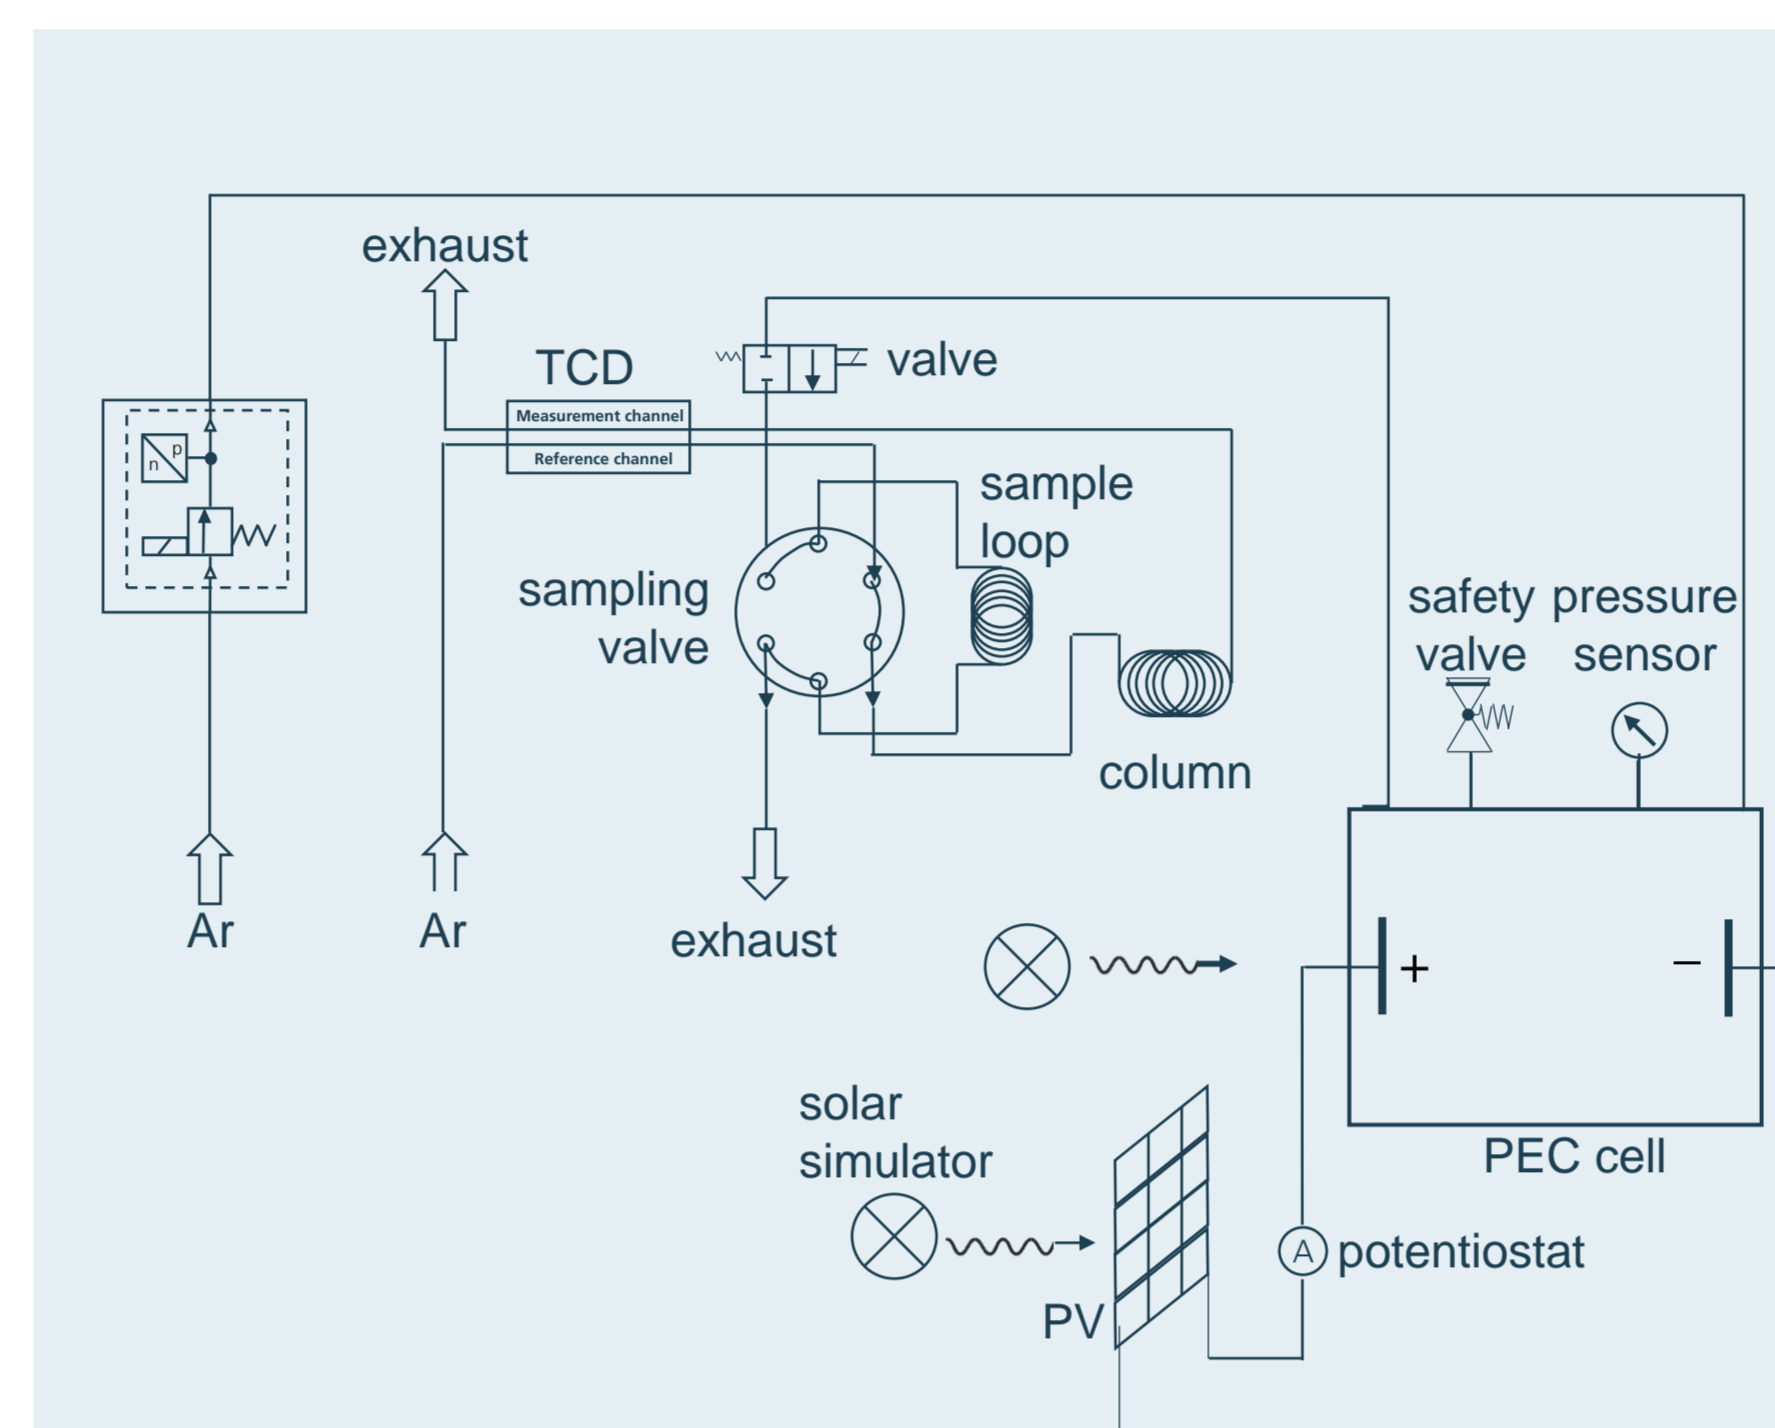 exhaust
TCD
valve
Measurement channel
p
n
Reference channel
sample
loop
sampling
valve
safety
valve
pressure
sensor
column
Ar
Ar
exhaust
+
–
solar
simulator
PEC cell
A
potentiostat
PV